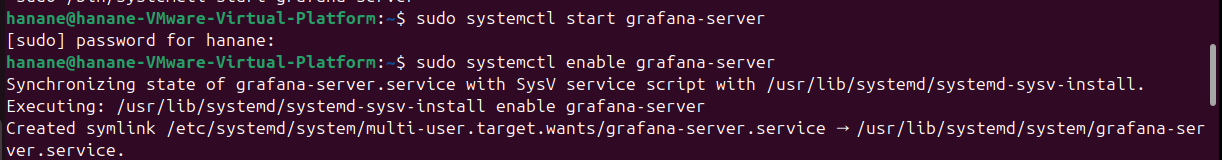 hanane@hanane-VMware-Virtual-Platform:~$ sudo systemctl start grafana-server
[sudo] password for hanane:
hanane@hanane-VMware-Virtual-Platform:~$ sudo systemctl enable grafana-server
Synchronizing state of grafana-server.service with SysV service script with /usr/lib/systemd/systemd-sysv-install.
Executing: /usr/lib/systemd/systemd-sysv-install enable grafana-server
Created symlink /etc/systemd/system/multi-user.target.wants/grafana-server.service → /usr/lib/systemd/system/grafana-ser
ver.service.